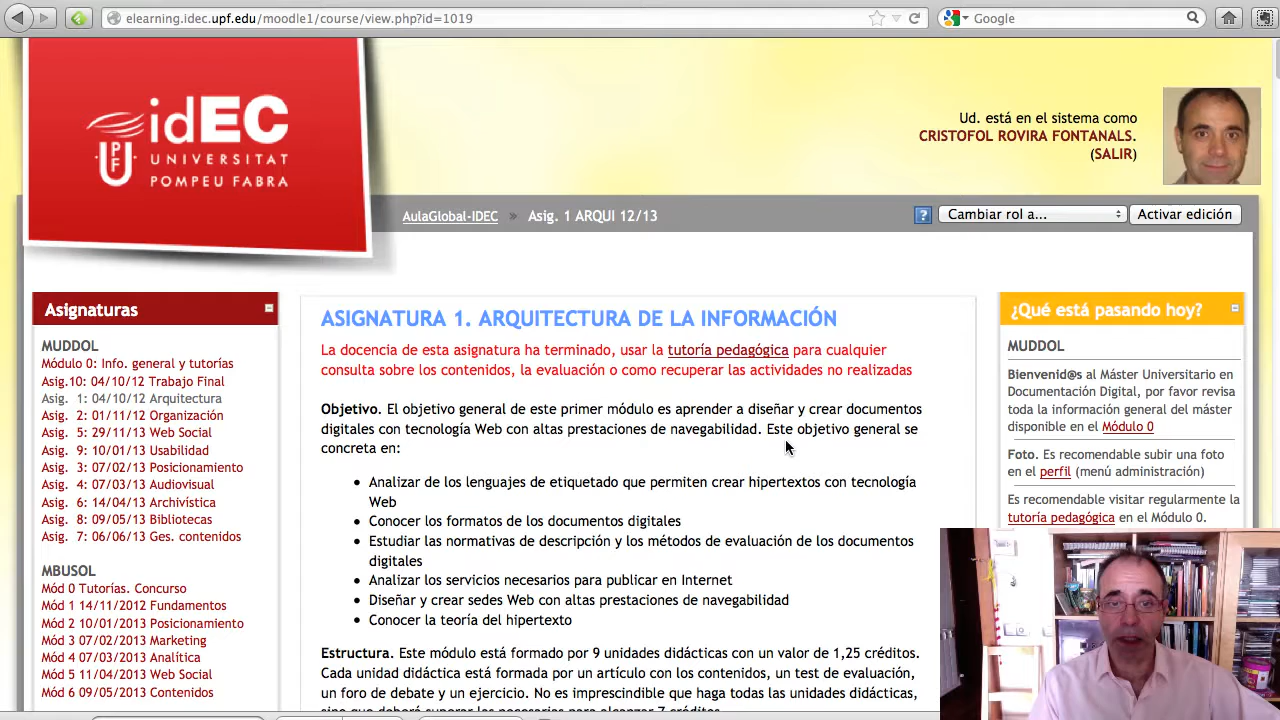 elearning.idec.upf.edu/moodle1/course/view.php?id=1019
Google
idEC
UPF
UNIVERSITAT
POMPEU FABRA
Ud. está en el sistema como
CRISTOFOL ROVIRA FONTANALS.
(SALIR)
AulaGlobal-IDEC » Asig. 1 ARQUI 12/13
?
Cambiar rol a...
Activar edición
Asignaturas
MUDDOL
Módulo 0: Info. general y tutorías
Asig.10: 04/10/12 Trabajo Final
Asig. 1: 04/10/12 Arquitectura
Asig. 2: 01/11/12 Organización
Asig. 5: 29/11/13 Web Social
Asig. 9: 10/01/13 Usabilidad
Asig. 3: 07/02/13 Posicionamiento
Asig. 4: 07/03/13 Audiovisual
Asig. 6: 14/04/13 Archivística
Asig. 8: 09/05/13 Bibliotecas
Asig. 7: 06/06/13 Ges. contenidos
MBUSOL
Mód 0 Tutorías. Concurso
Mód 1 14/11/2012 Fundamentos
Mód 2 10/01/2013 Posicionamiento
Mód 3 07/02/2013 Marketing
Mód 4 07/03/2013 Analítica
Mód 5 11/04/2013 Web Social
Mód 6 09/05/2013 Contenidos
ASIGNATURA 1. ARQUITECTURA DE LA INFORMACIÓN
La docencia de esta asignatura ha terminado, usar la tutoría pedagógica para cualquier
consulta sobre los contenidos, la evaluación o como recuperar las actividades no realizadas
Objetivo. El objetivo general de este primer módulo es aprender a diseñar y crear documentos
digitales con tecnología Web con altas prestaciones de navegabilidad. Este objetivo general se
concreta en:
• Analizar de los lenguajes de etiquetado que permiten crear hipertextos con tecnología
Web
• Conocer los formatos de los documentos digitales
• Estudiar las normativas de descripción y los métodos de evaluación de los documentos
digitales
• Analizar los servicios necesarios para publicar en Internet
• Diseñar y crear sedes Web con altas prestaciones de navegabilidad
• Conocer la teoría del hipertexto
Estructura. Este módulo está formado por 9 unidades didácticas con un valor de 1,25 créditos.
Cada unidad didáctica está formada por un artículo con los contenidos, un test de evaluación,
un foro de debate y un ejercicio. No es imprescindible que haga todas las unidades didácticas,
sino que deberá superar las necesarias para alcanzar 7 créditos.
¿Qué está pasando hoy?
MUDDOL
Bienvenid@s al Máster Universitario en
Documentación Digital, por favor revisa
toda la información general del máster
disponible en el Módulo 0
Foto. Es recomendable subir una foto
en el perfil (menú administración)
Es recomendable visitar regularmente la
tutoría pedagógica en el Módulo 0.